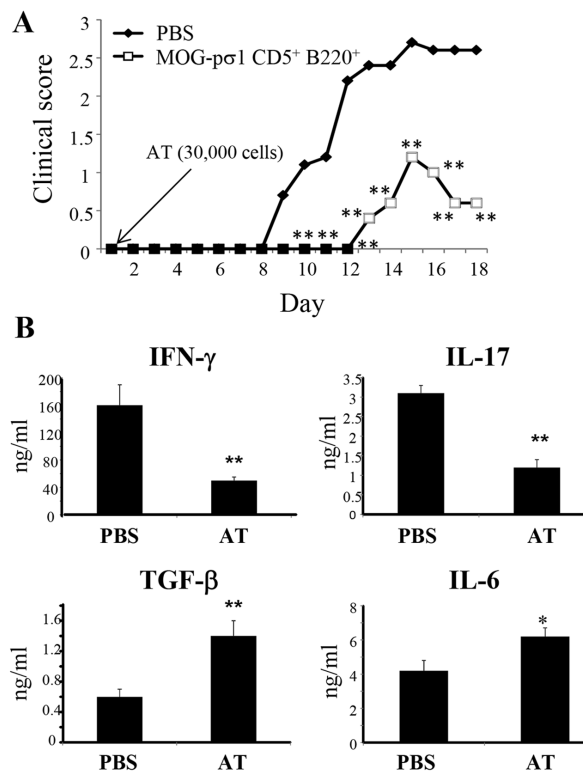 A
PBS
MOG-pσ1 CD5+ B220+
AT (30,000 cells)
Clinical score
3
2.5
2
1.5
1
0.5
0
** ** ** ** ** ** ** ** **
2 4 6 8 10 12 14 16 18
Day
B
IFN-γ
ng/ml
200
160
120
80
40
0
**
PBS AT
IL-17
ng/ml
3.5
3
2.5
2
1.5
1
0.5
0
**
PBS AT
TGF-β
ng/ml
1.6
1.2
0.8
0.4
0
**
PBS AT
IL-6
ng/ml
8
6
4
2
0
*
PBS AT